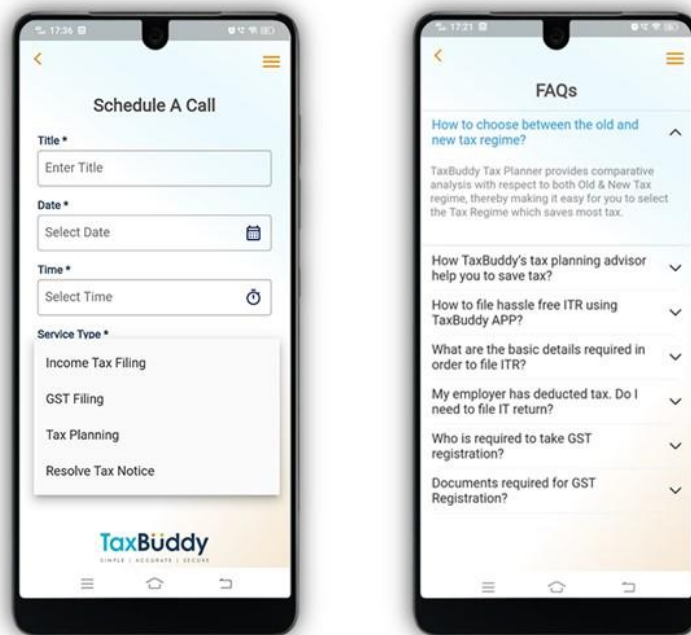 17:36
Schedule A Call
Title *
Enter Title
Date *
Select Date
Time *
Select Time
Service Type *
Income Tax Filing
GST Filing
Tax Planning
Resolve Tax Notice
TaxBuddy
SIMPLE | ACCURATE | SECURE
17:21
FAQs
How to choose between the old and
new tax regime?
TaxBuddy Tax Planner provides comparative
analysis with respect to both Old & New Tax
regime, thereby making it easy for you to select
the Tax Regime which saves most tax.
How TaxBuddy's tax planning advisor
help you to save tax?
How to file hassle free ITR using
TaxBuddy APP?
What are the basic details required in
order to file ITR?
My employer has deducted tax. Do I
need to file IT return?
Who is required to take GST
registration?
Documents required for GST
Registration?